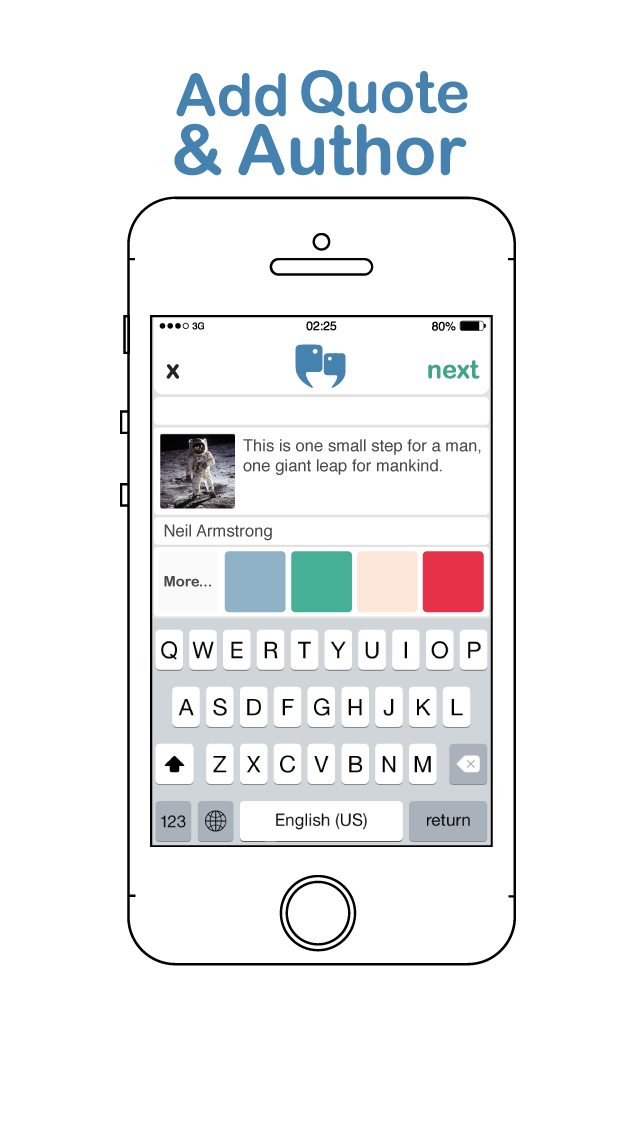 Add Quote
& Author
3G 02:25 80%
x next
This is one small step for a man,
one giant leap for mankind.
Neil Armstrong
More...
Q W E R T Y U I O P
A S D F G H J K L
Z X C V B N M
123 English (US) return